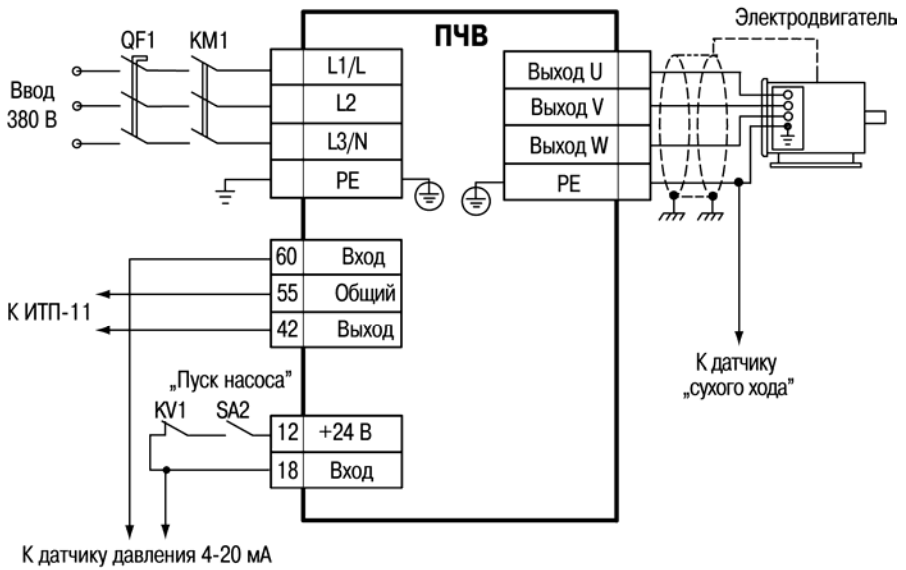 Электродвигатель
QF1 KM1
ПЧВ
Ввод
380 В
L1/L
L2
L3/N
PE
Выход U
Выход V
Выход W
PE
60 Вход
55 Общий
42 Выход
К ИТП-11
К датчику
„сухого хода”
„Пуск насоса”
KV1 SA2
12 +24 В
18 Вход
К датчику давления 4-20 мА